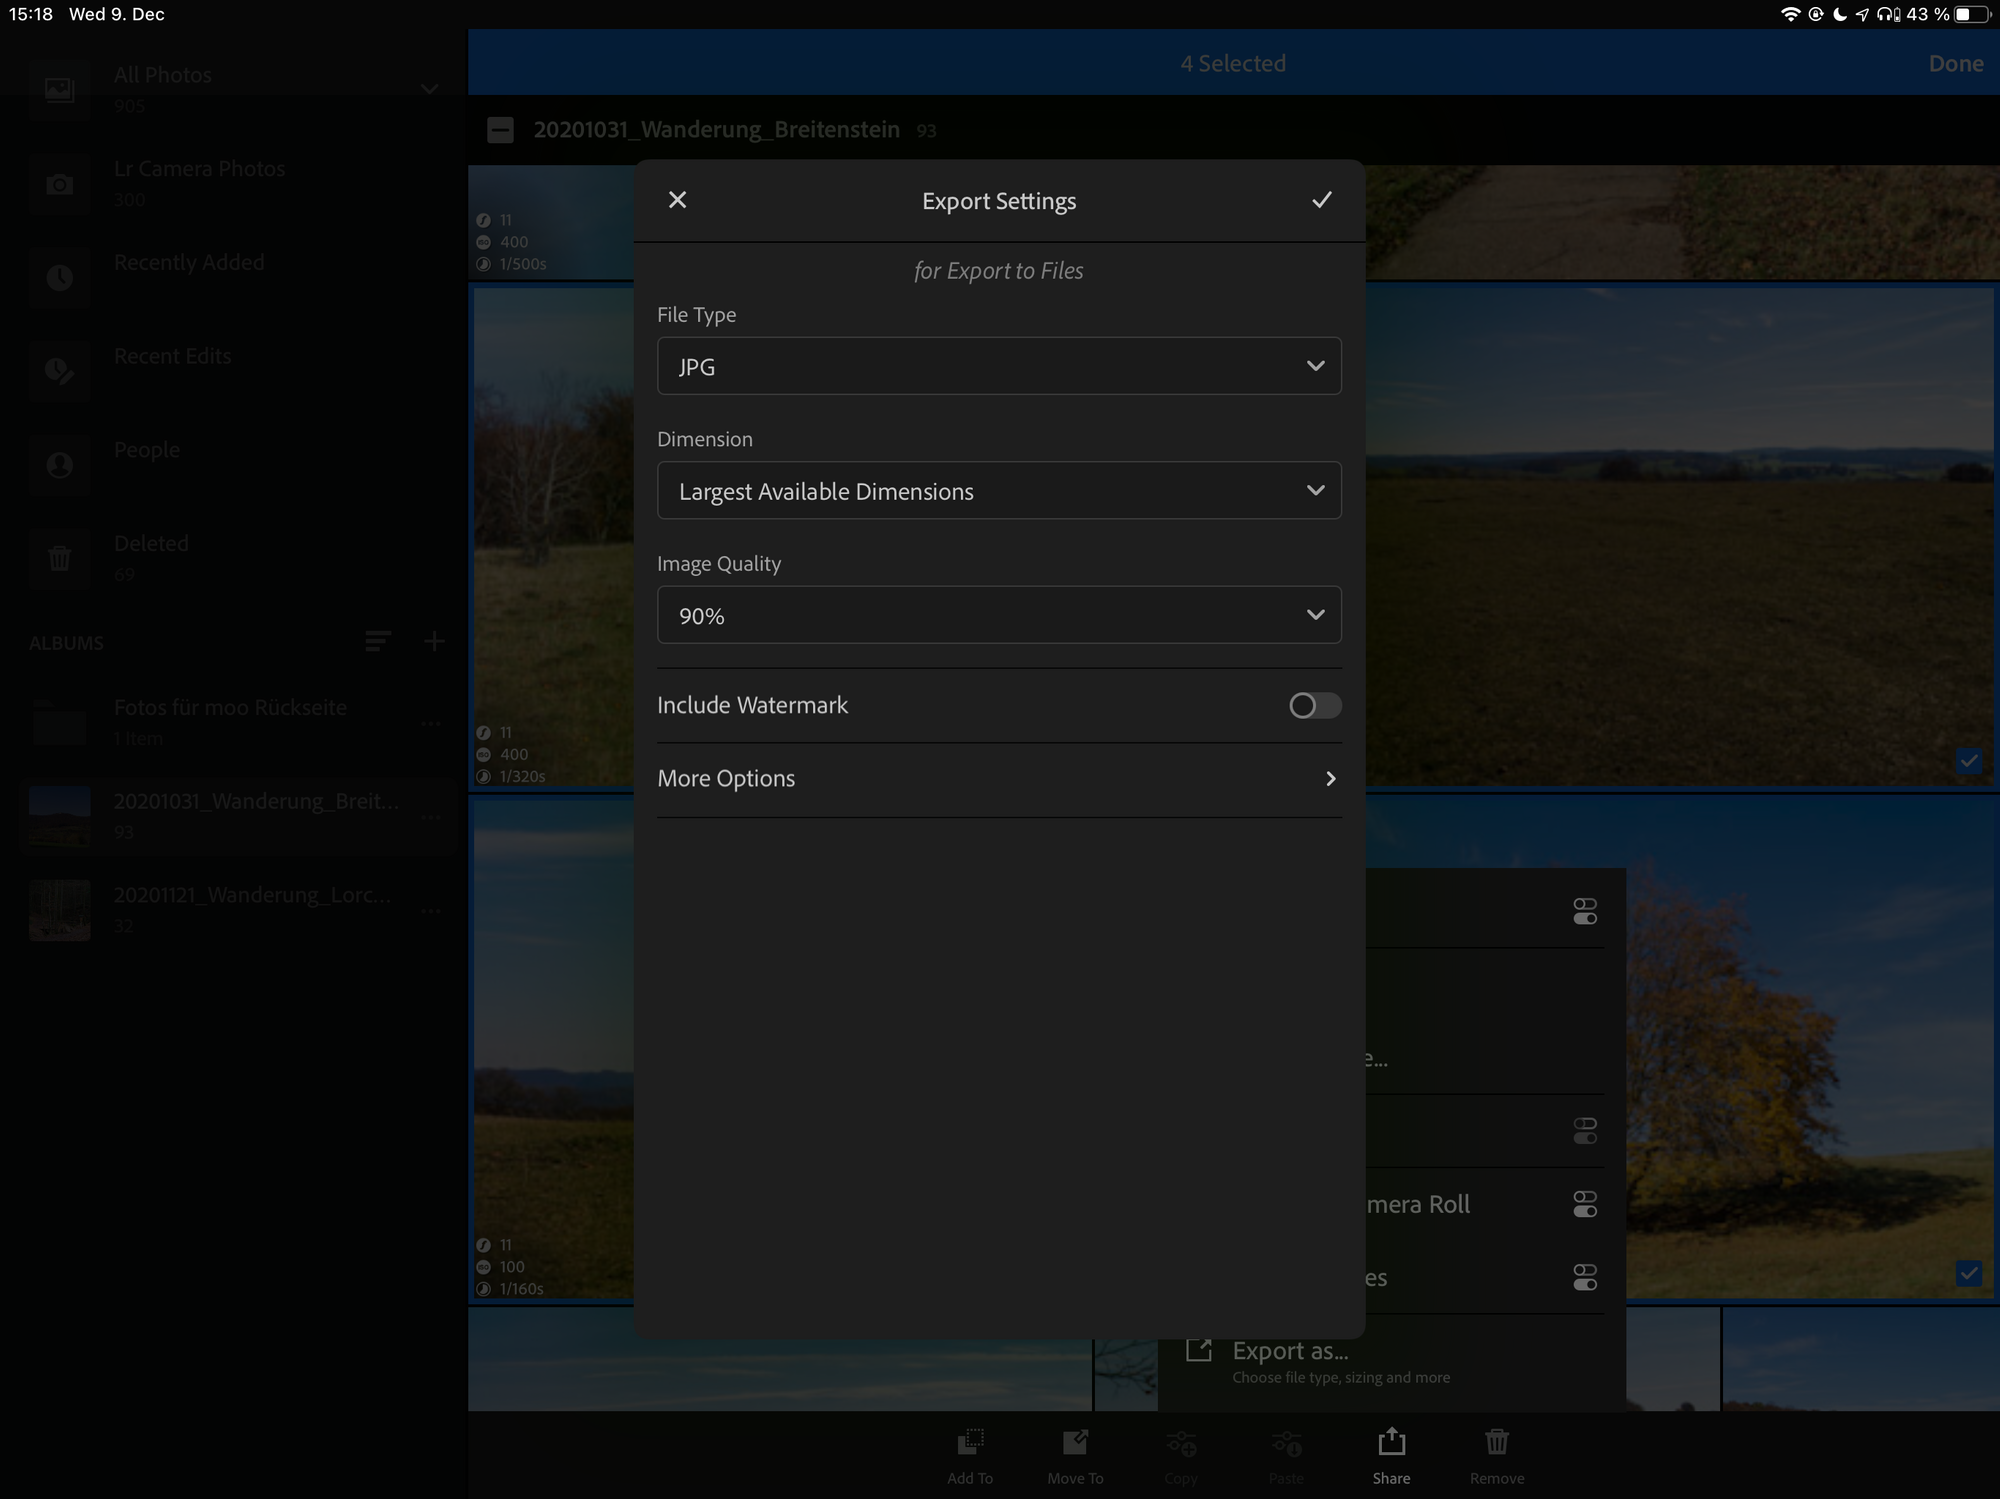 15:18 Wed 9. Dec
43 %
All Photos
905
Lr Camera Photos
300
Recently Added
Recent Edits
People
Deleted
69
ALBUMS
Fotos für moo Rückseite
1 Item
20201031_Wanderung_Breit...
93
20201121_Wanderung_Lorc...
32
4 Selected
Done
20201031_Wanderung_Breitenstein 93
11
400
1/500s
11
400
1/320s
11
100
1/160s
Export Settings
for Export to Files
File Type
JPG
Dimension
Largest Available Dimensions
Image Quality
90%
Include Watermark
More Options
e...
mera Roll
es
Export as...
Choose file type, sizing and more
Add To
Move To
Copy
Paste
Share
Remove